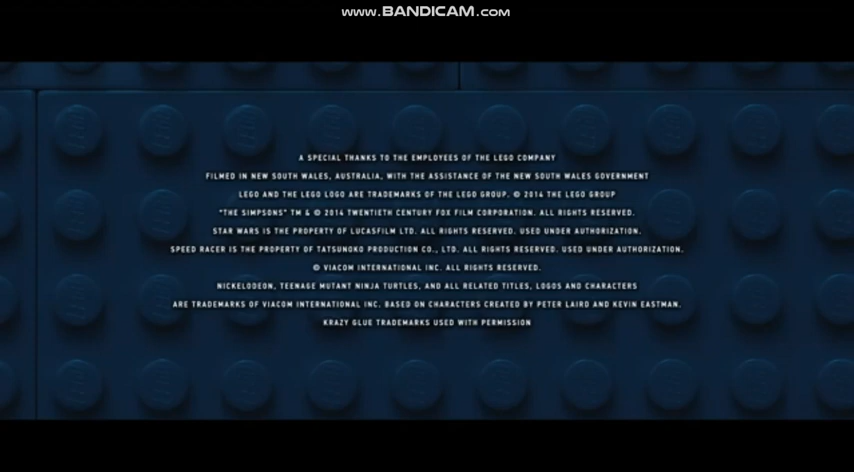 www.BANDICAM.com
A SPECIAL THANKS TO THE EMPLOYEES OF THE LEGO COMPANY
FILMED IN NEW SOUTH WALES, AUSTRALIA, WITH THE ASSISTANCE OF THE NEW SOUTH WALES GOVERNMENT
LEGO AND THE LEGO LOGO ARE TRADEMARKS OF THE LEGO GROUP. © 2014 THE LEGO GROUP
"THE SIMPSONS" TM & © 2014 TWENTIETH CENTURY FOX FILM CORPORATION. ALL RIGHTS RESERVED.
STAR WARS IS THE PROPERTY OF LUCASFILM LTD. ALL RIGHTS RESERVED. USED UNDER AUTHORIZATION.
SPEED RACER IS THE PROPERTY OF TATSUNOKO PRODUCTION CO., LTD. ALL RIGHTS RESERVED. USED UNDER AUTHORIZATION.
© VIACOM INTERNATIONAL INC. ALL RIGHTS RESERVED.
NICKELODEON, TEENAGE MUTANT NINJA TURTLES, AND ALL RELATED TITLES, LOGOS AND CHARACTERS
ARE TRADEMARKS OF VIACOM INTERNATIONAL INC. BASED ON CHARACTERS CREATED BY PETER LAIRD AND KEVIN EASTMAN.
KRAZY GLUE TRADEMARKS USED WITH PERMISSION